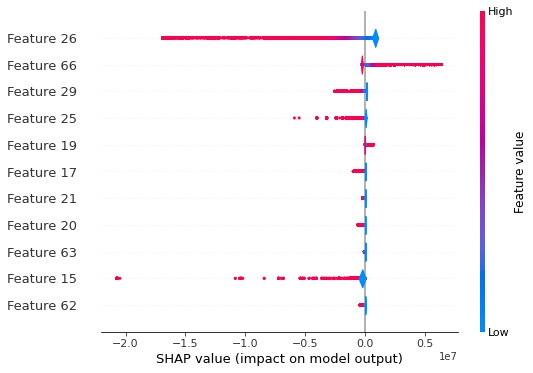 High
Feature 26
Feature 66
Feature 29
Feature 25
Feature 19
Feature 17
Feature 21
Feature 20
Feature 63
Feature 15
Feature 62
Feature value
Low
−2.0 −1.5 −1.0 −0.5 0.0 0.5
1e7
SHAP value (impact on model output)